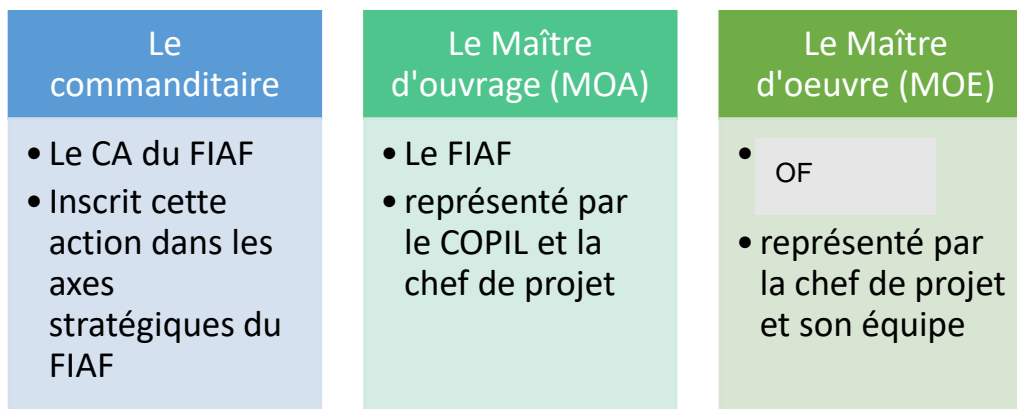 Le
commanditaire
• Le CA du FIAF
• Inscrit cette
action dans les
axes
stratégiques du
FIAF
Le Maître
d'ouvrage (MOA)
• Le FIAF
• représenté par
le COPIL et la
chef de projet
Le Maître
d'oeuvre (MOE)
• OF
• représenté par
la chef de projet
et son équipe